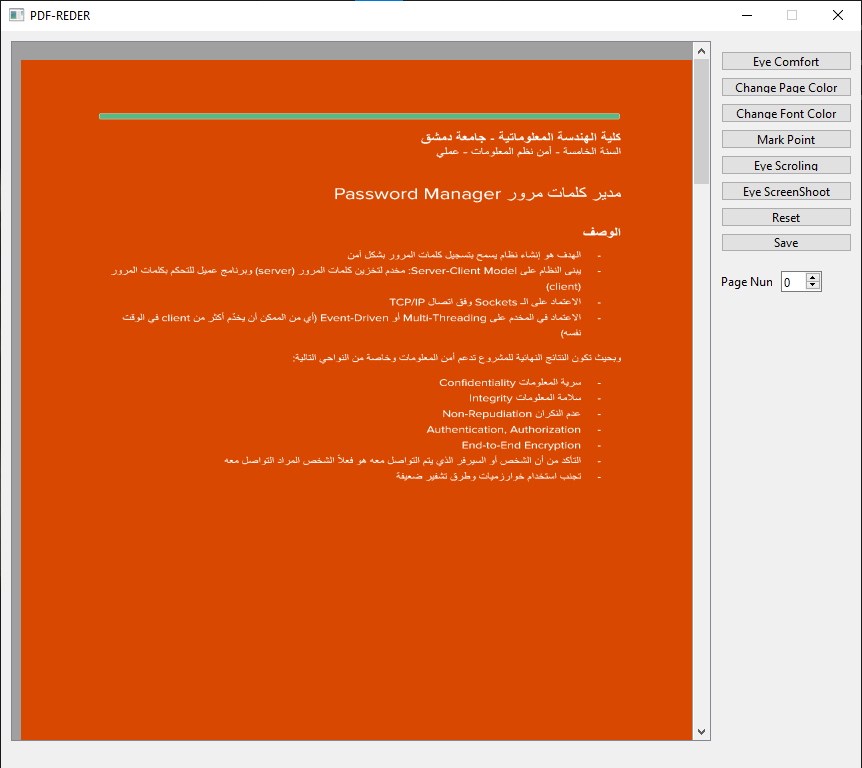 PDF-REDER
كلية الهندسة المعلوماتية - جامعة دمشق
السنة الخامسة - أمن نظم المعلومات - عملي
مدير كلمات مرور Password Manager
الوصف
- الهدف هو إنشاء نظام يسمح بتسجيل كلمات المرور بشكل أمن
- يبنى النظام على Server-Client Model: مخدم لتخزين كلمات المرور (server) وبرنامج عميل للتحكم بكلمات المرور
(client)
- الاعتماد على الـ Sockets وفق اتصال TCP/IP
- الاعتماد في المخدم على Multi-Threading أو Event-Driven (أي من الممكن أن يخدّم أكثر من client في الوقت
نفسه)
وبحيث تكون النتائج النهائية للمشروع تدعم أمن المعلومات وخاصة من النواحي التالية:
- سرية المعلومات Confidentiality
- سلامة المعلومات Integrity
- عدم النكران Non-Repudiation
- Authentication, Authorization
- End-to-End Encryption
- التأكد من أن الشخص أو السيرفر الذي يتم التواصل معه هو فعلاً الشخص المراد التواصل معه
- تجنب استخدام خوارزميات وطرق تشفير ضعيفة
Eye Comfort
Change Page Color
Change Font Color
Mark Point
Eye Scroling
Eye ScreenShoot
Reset
Save
Page Nun 0